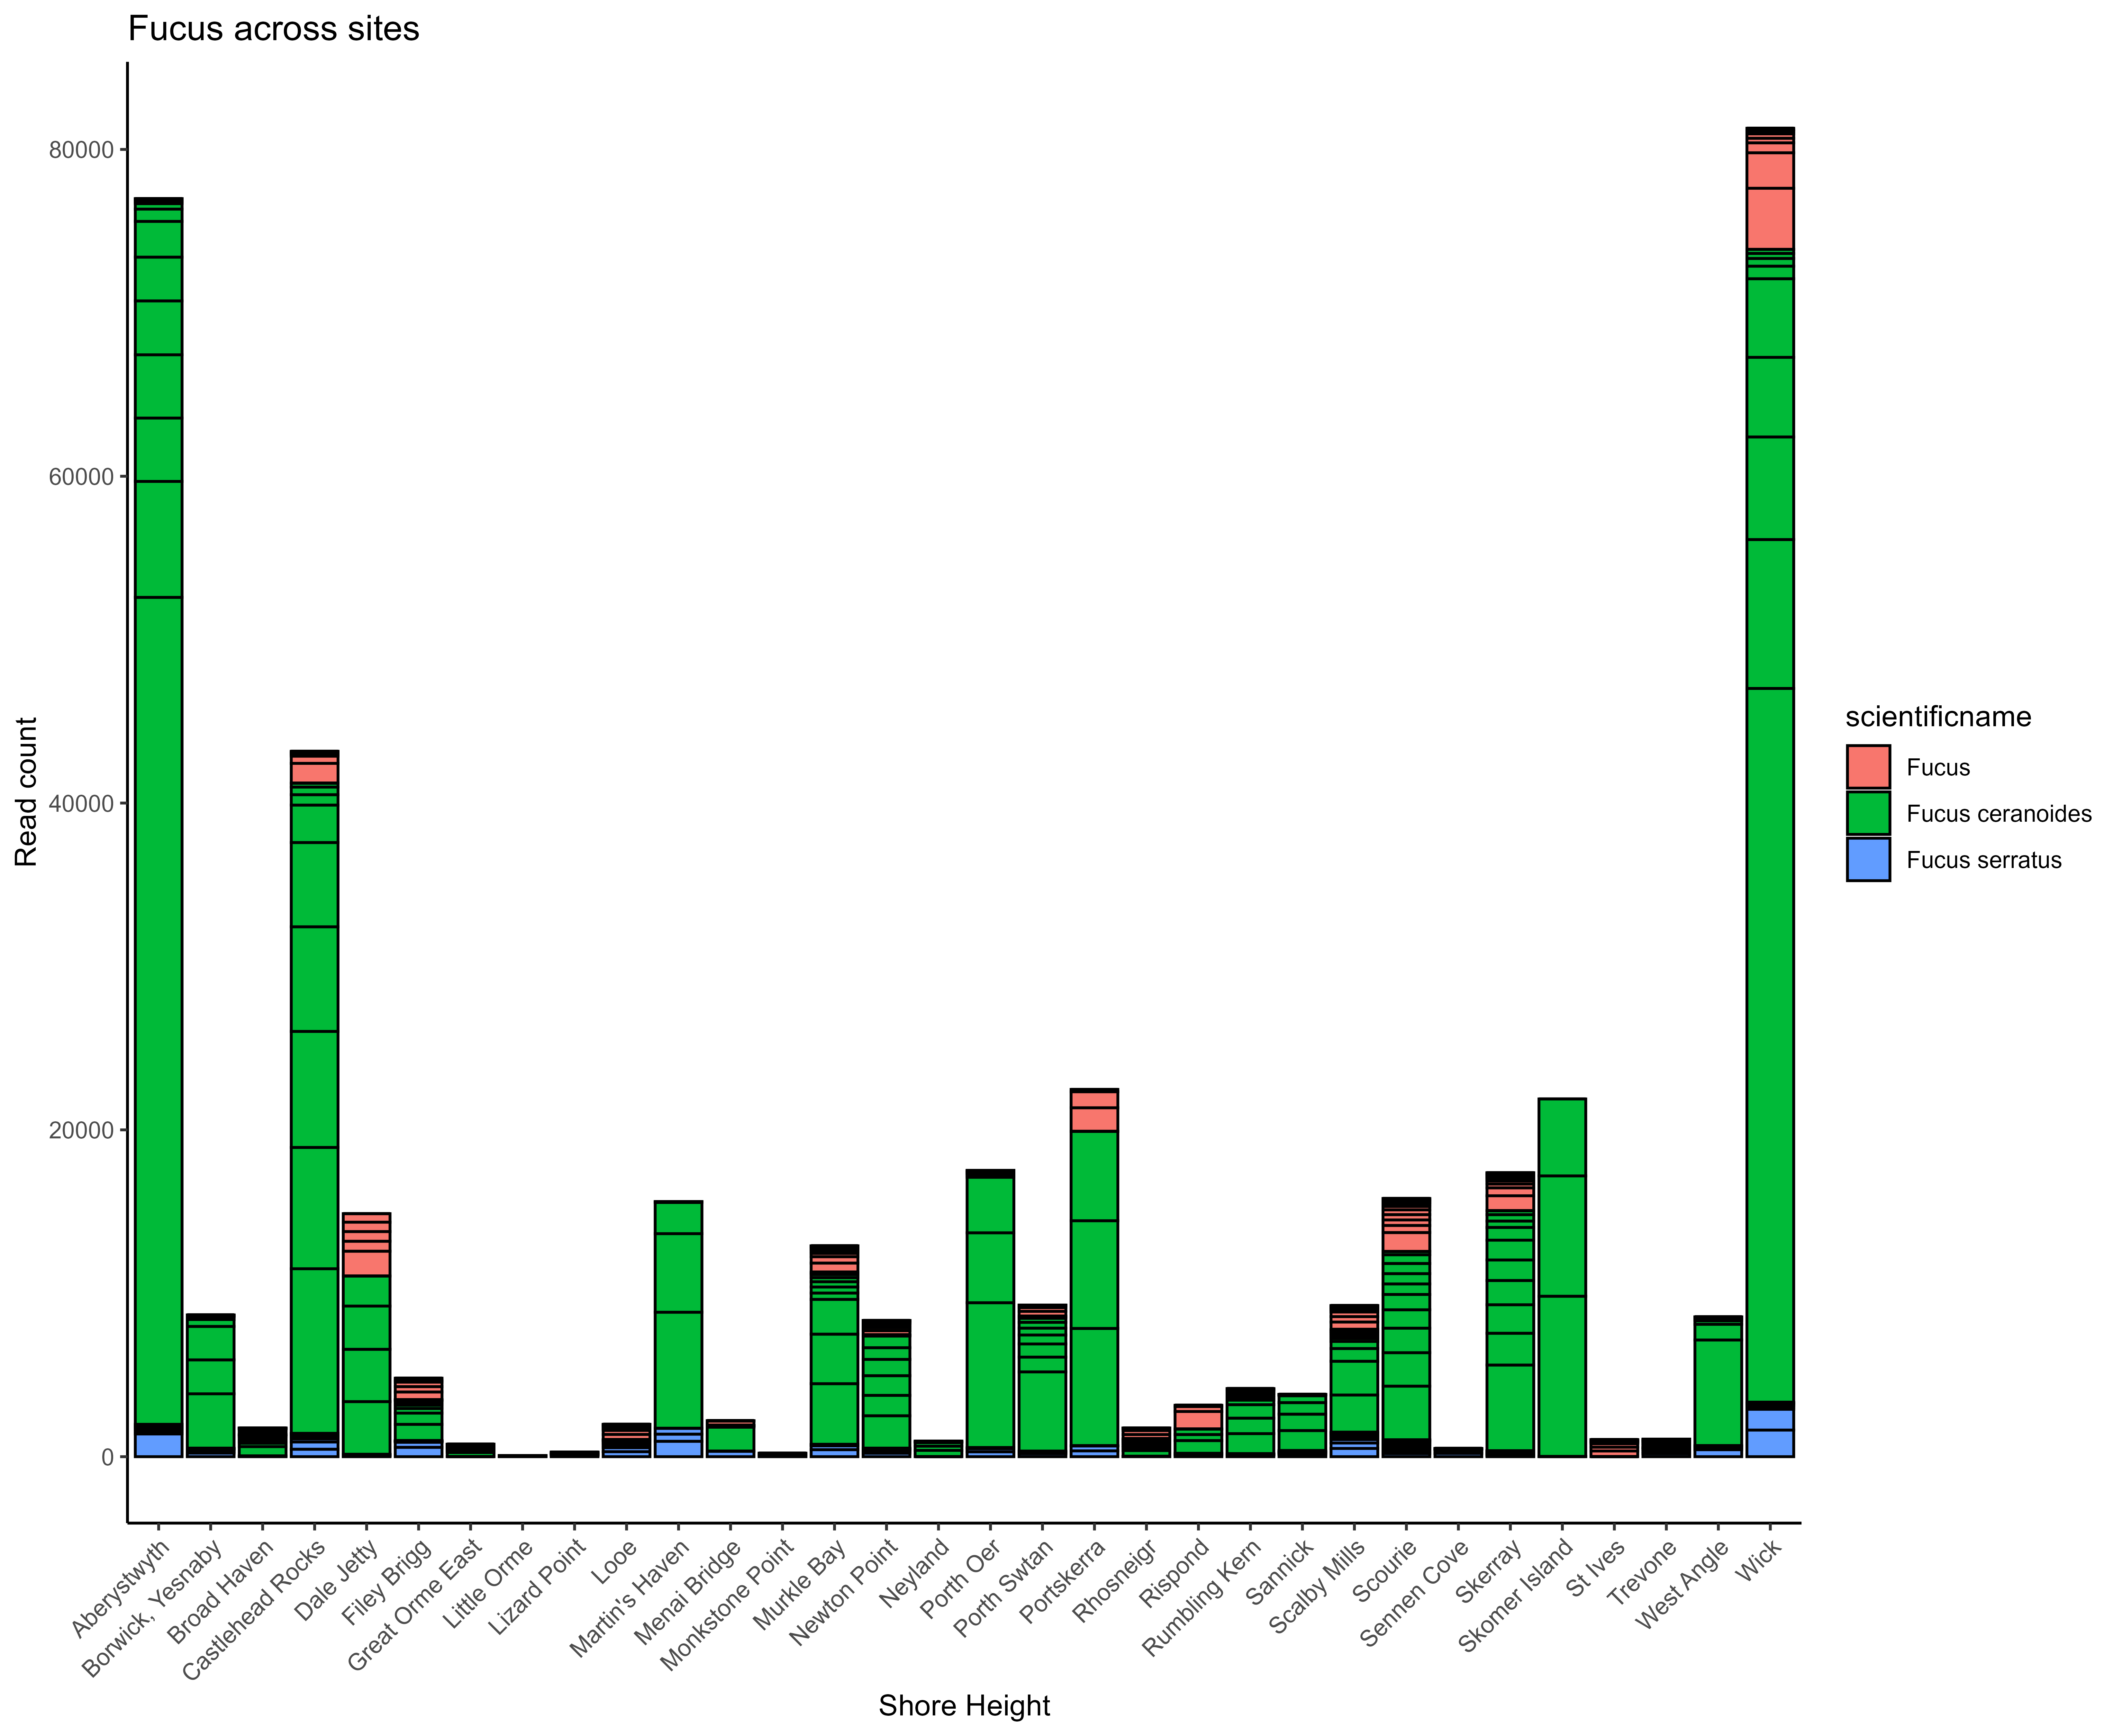 Fucus across sites
80000
60000
40000
20000
0
Read count
Aberystwyth
Borwick, Yesnaby
Broad Haven
Castlehead Rocks
Dale Jetty
Filey Brigg
Great Orme East
Little Orme
Lizard Point
Looe
Martin's Haven
Menai Bridge
Monkstone Point
Murkle Bay
Newton Point
Neyland
Porth Oer
Porth Swtan
Portskerra
Rhosneigr
Rispond
Rumbling Kern
Sannick
Scalby Mills
Scourie
Sennen Cove
Skerray
Skomer Island
St Ives
Trevone
West Angle
Wick
Shore Height
scientificname
Fucus
Fucus ceranoides
Fucus serratus